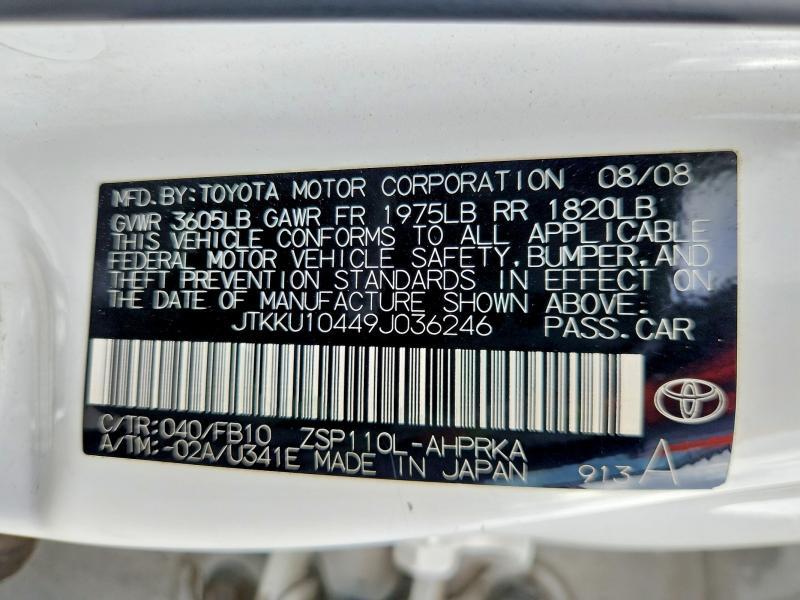 MFD.BY:TOYOTA MOTOR CORPORATION 08/08
GVWR 3605LB GAWR FR 1975LB RR 1820LB
THIS VEHICLE CONFORMS TO ALL APPLICABLE
FEDERAL MOTOR VEHICLE SAFETY,BUMPER,AND
THEFT PREVENTION STANDARDS IN EFFECT ON
THE DATE OF MANUFACTURE SHOWN ABOVE.
JTKKU10449J036246 PASS.CAR
C/TR:040/FB10 ZSP110L-AHPRKA
A/TM:-02A/U341E MADE IN JAPAN 913 A